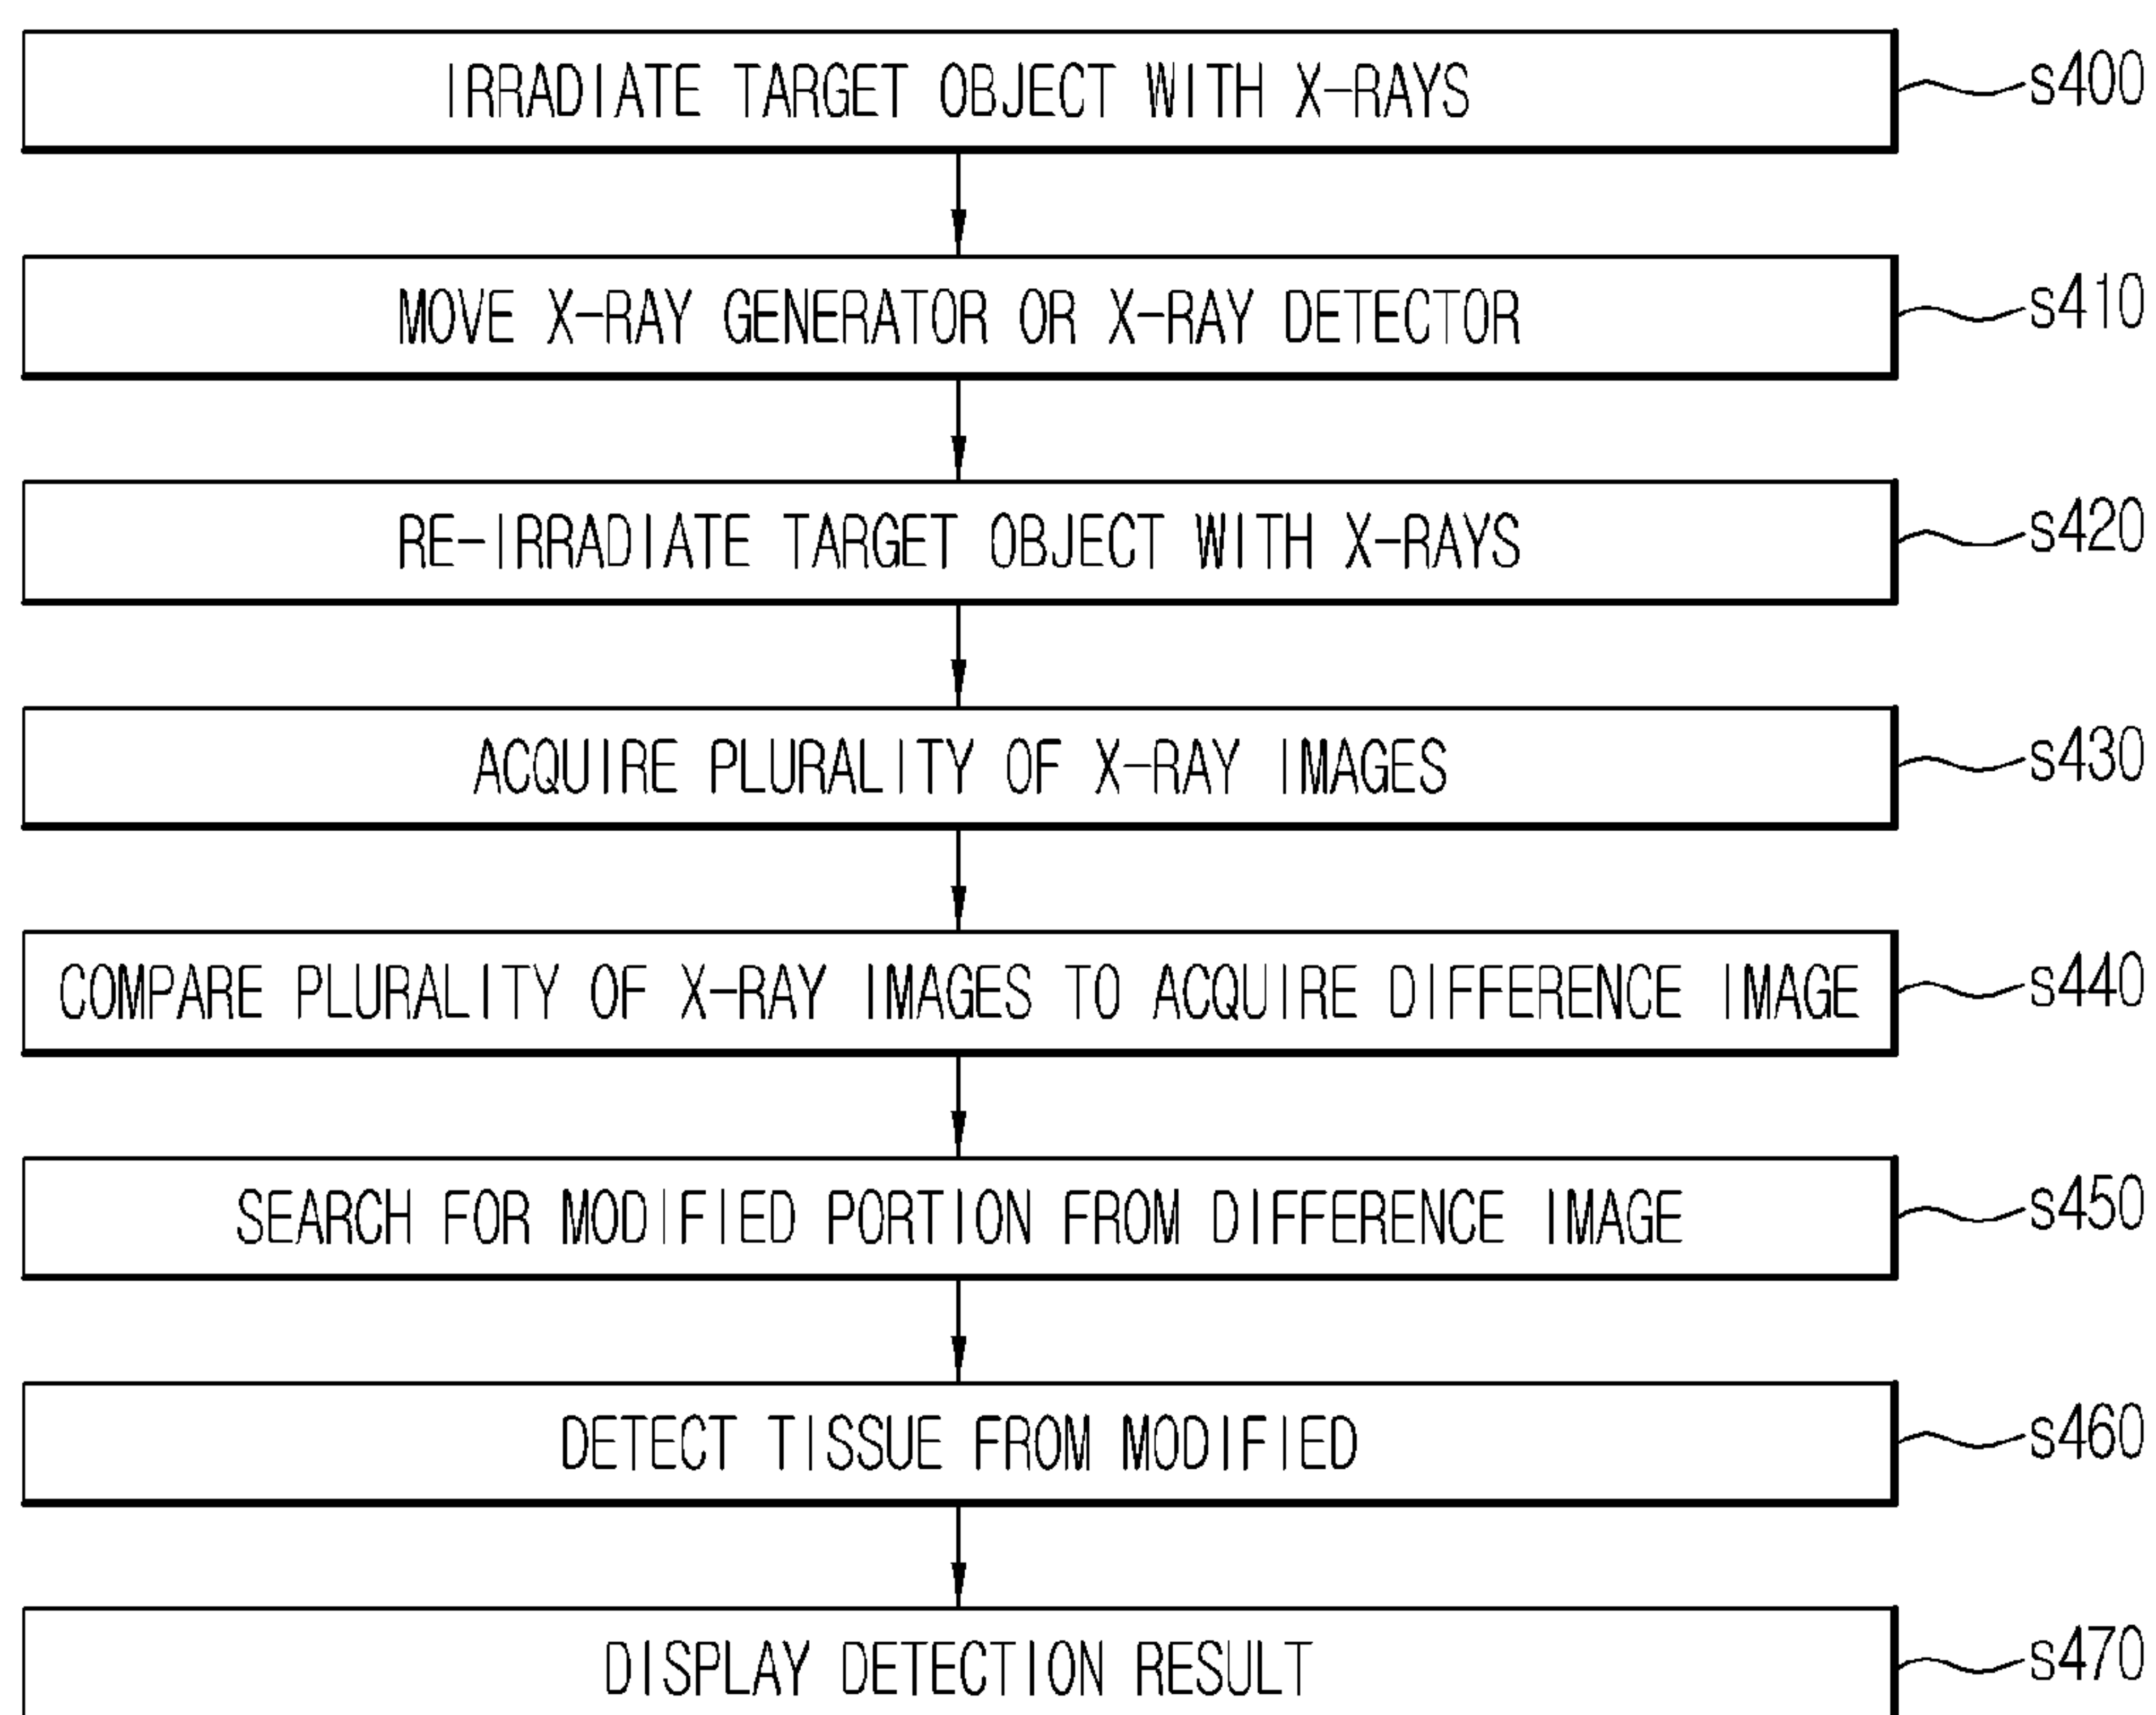 IRRADIATE TARGET OBJECT WITH X-RAYS s400
MOVE X-RAY GENERATOR OR X-RAY DETECTOR s410
RE-IRRADIATE TARGET OBJECT WITH X-RAYS s420
ACQUIRE PLURALITY OF X-RAY IMAGES s430
COMPARE PLURALITY OF X-RAY IMAGES TO ACQUIRE DIFFERENCE IMAGE s440
SEARCH FOR MODIFIED PORTION FROM DIFFERENCE IMAGE s450
DETECT TISSUE FROM MODIFIED s460
DISPLAY DETECTION RESULT s470